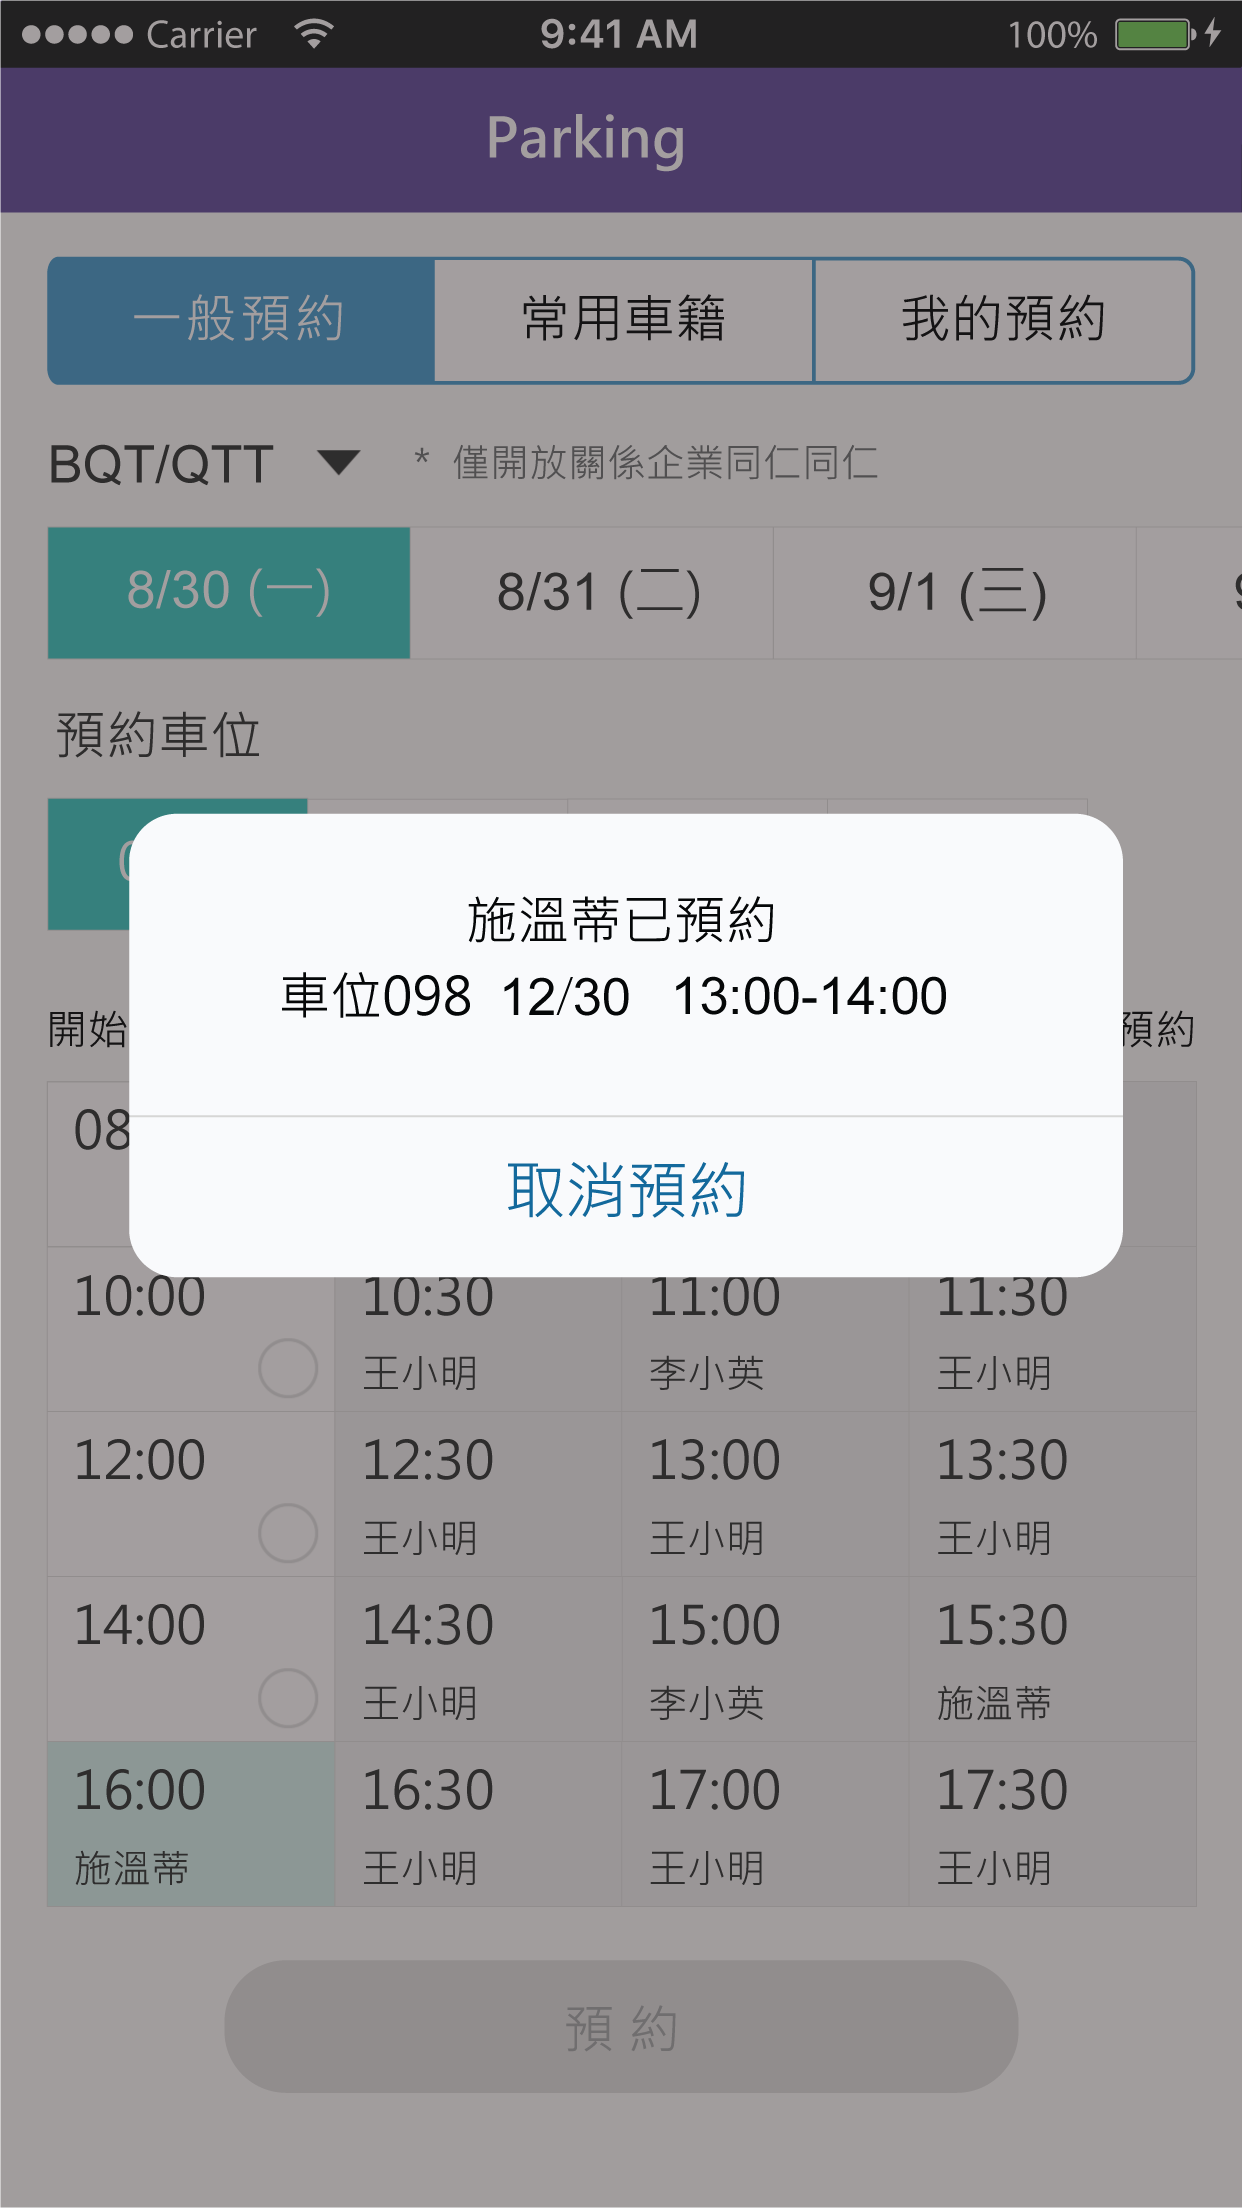 Carrier 9:41 AM 100%
Parking
一般預約 常用車籍 我的預約
BQT/QTT * 僅開放關係企業同仁同仁
8/30 (一) 8/31 (二) 9/1 (三)
預約車位
施溫蒂已預約
車位098 12/30 13:00-14:00
開始 預約
08
取消預約
10:00 10:30 11:00 11:30
王小明 李小英 王小明
12:00 12:30 13:00 13:30
王小明 王小明 王小明
14:00 14:30 15:00 15:30
王小明 李小英 施溫蒂
16:00 16:30 17:00 17:30
施溫蒂 王小明 王小明 王小明
預 約